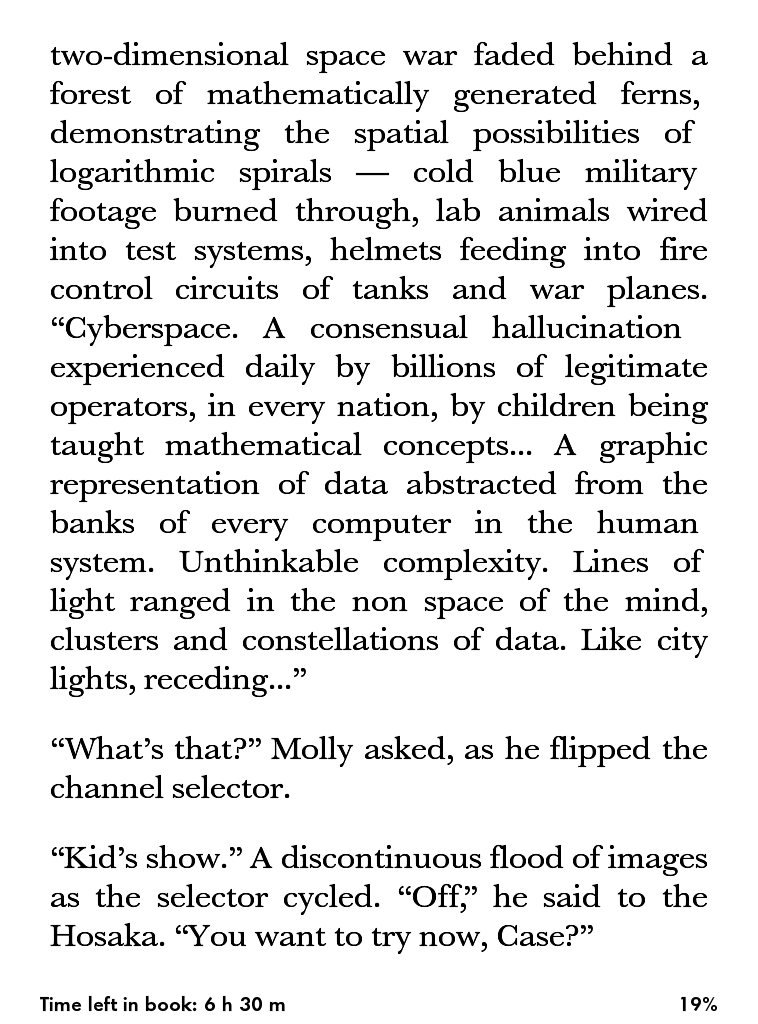 two-dimensional space war faded behind a
forest of mathematically generated ferns,
demonstrating the spatial possibilities of
logarithmic spirals — cold blue military
footage burned through, lab animals wired
into test systems, helmets feeding into fire
control circuits of tanks and war planes.
“Cyberspace. A consensual hallucination
experienced daily by billions of legitimate
operators, in every nation, by children being
taught mathematical concepts... A graphic
representation of data abstracted from the
banks of every computer in the human
system. Unthinkable complexity. Lines of
light ranged in the non space of the mind,
clusters and constellations of data. Like city
lights, receding...”
“What’s that?” Molly asked, as he flipped the
channel selector.
“Kid’s show.” A discontinuous flood of images
as the selector cycled. “Off,” he said to the
Hosaka. “You want to try now, Case?”
Time left in book: 6 h 30 m
19%